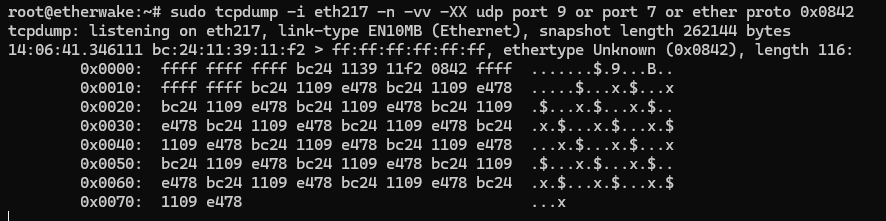 root@etherwake:~# sudo tcpdump -i eth217 -n -vv -XX udp port 9 or port 7 or ether proto 0x0842
tcpdump: listening on eth217, link-type EN10MB (Ethernet), snapshot length 262144 bytes
14:06:41.346111 bc:24:11:39:11:f2 > ff:ff:ff:ff:ff:ff, ethertype Unknown (0x0842), length 116:
0x0000:  ffff ffff ffff bc24 1139 11f2 0842 ffff  .......$.9...B..
0x0010:  ffff ffff bc24 1109 e478 bc24 1109 e478  .....$...x.$...x
0x0020:  bc24 1109 e478 bc24 1109 e478 bc24 1109  .$...x.$...x.$..
0x0030:  e478 bc24 1109 e478 bc24 1109 e478 bc24  .x.$...x.$...x.$
0x0040:  1109 e478 bc24 1109 e478 bc24 1109 e478  ...x.$...x.$...x
0x0050:  bc24 1109 e478 bc24 1109 e478 bc24 1109  .$...x.$...x.$..
0x0060:  e478 bc24 1109 e478 bc24 1109 e478 bc24  .x.$...x.$...x.$
0x0070:  1109 e478                                ...x